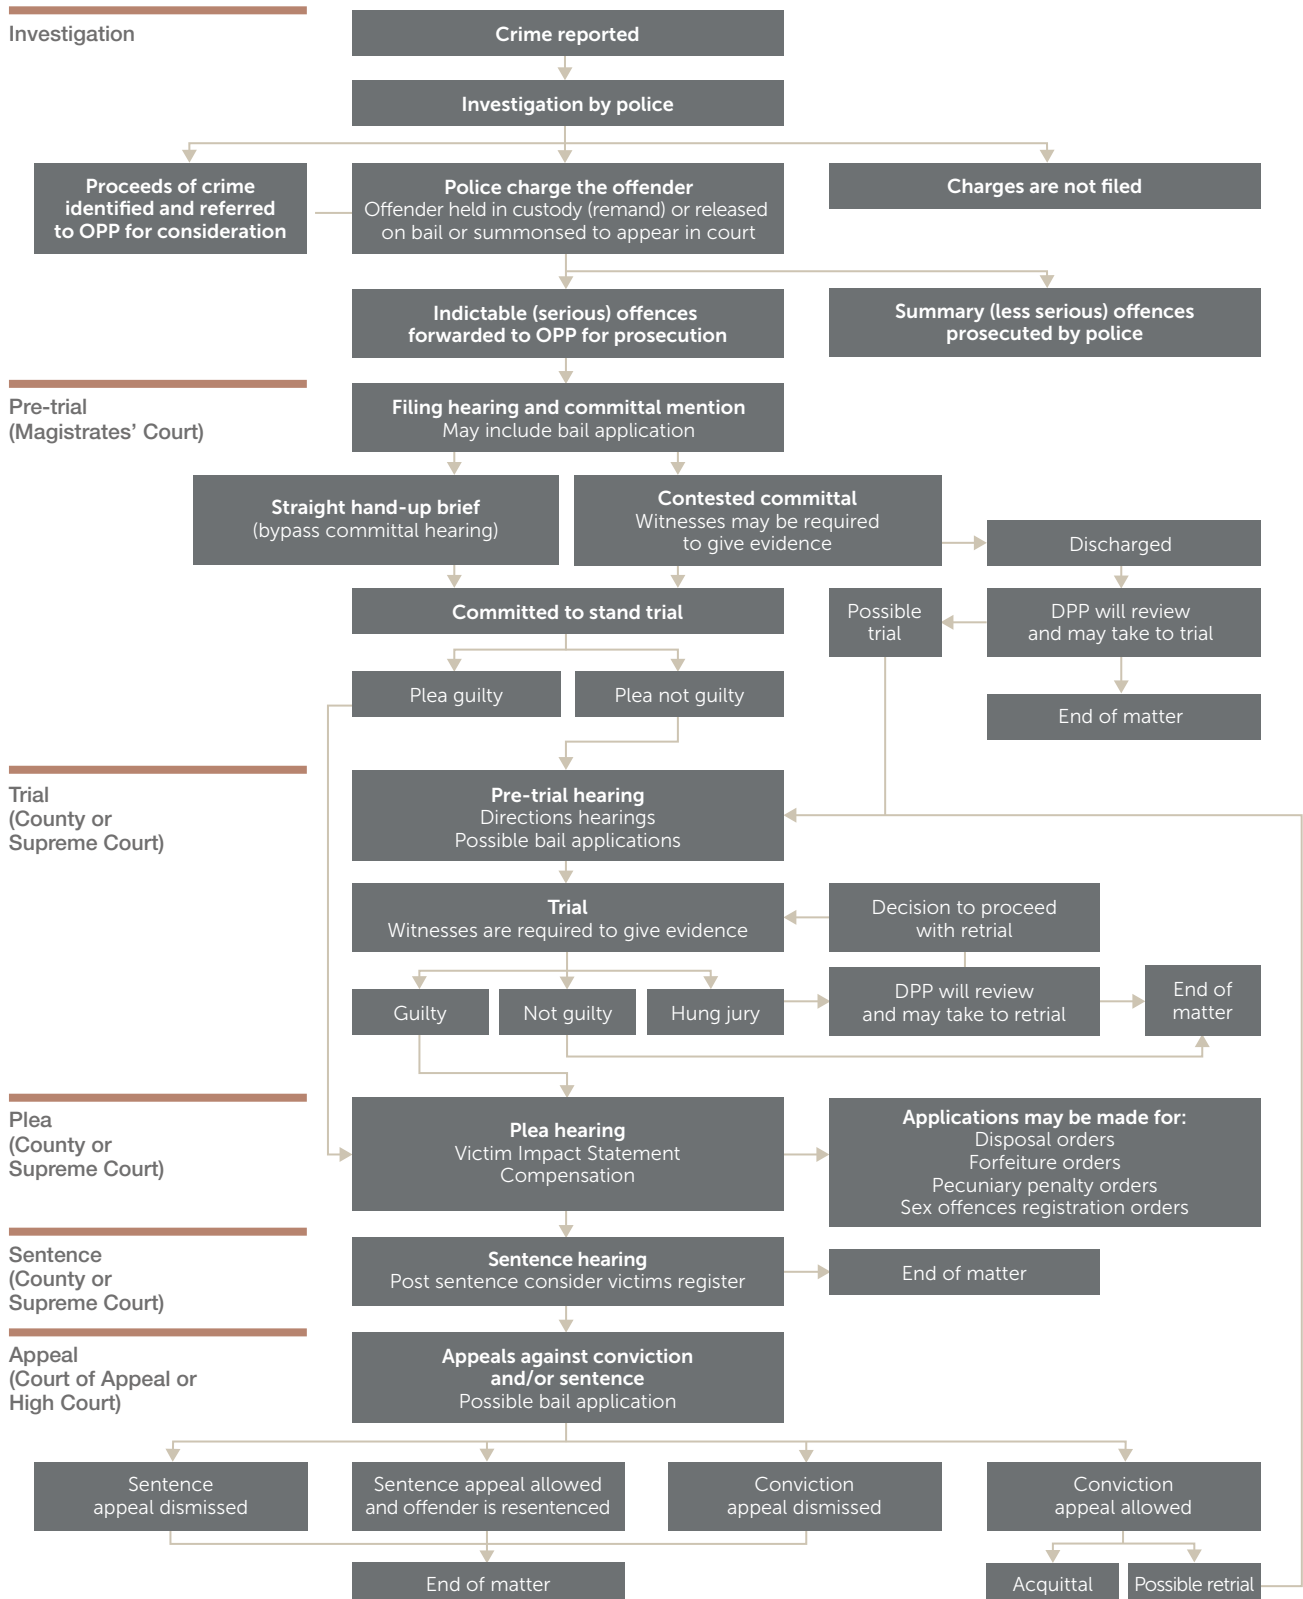 Investigation
Crime reported
Investigation by police
Proceeds of crime
identified and referred
to OPP for consideration
Police charge the offender
Offender held in custody (remand) or released
on bail or summonsed to appear in court
Charges are not filed
Indictable (serious) offences
forwarded to OPP for prosecution
Summary (less serious) offences
prosecuted by police
Pre-trial
(Magistrates’ Court)
Filing hearing and committal mention
May include bail application
Straight hand-up brief
(bypass committal hearing)
Contested committal
Witnesses may be required
to give evidence
Discharged
Committed to stand trial
Possible
trial
DPP will review
and may take to trial
Plea guilty
Plea not guilty
End of matter
Trial
(County or
Supreme Court)
Pre-trial hearing
Directions hearings
Possible bail applications
Trial
Witnesses are required to give evidence
Decision to proceed
with retrial
Guilty
Not guilty
Hung jury
DPP will review
and may take to retrial
End of
matter
Plea
(County or
Supreme Court)
Plea hearing
Victim Impact Statement
Compensation
Applications may be made for:
Disposal orders
Forfeiture orders
Pecuniary penalty orders
Sex offences registration orders
Sentence
(County or
Supreme Court)
Sentence hearing
Post sentence consider victims register
End of matter
Appeal
(Court of Appeal or
High Court)
Appeals against conviction
and/or sentence
Possible bail application
Sentence
appeal dismissed
Sentence appeal allowed
and offender is resentenced
Conviction
appeal dismissed
Conviction
appeal allowed
End of matter
Acquittal
Possible retrial